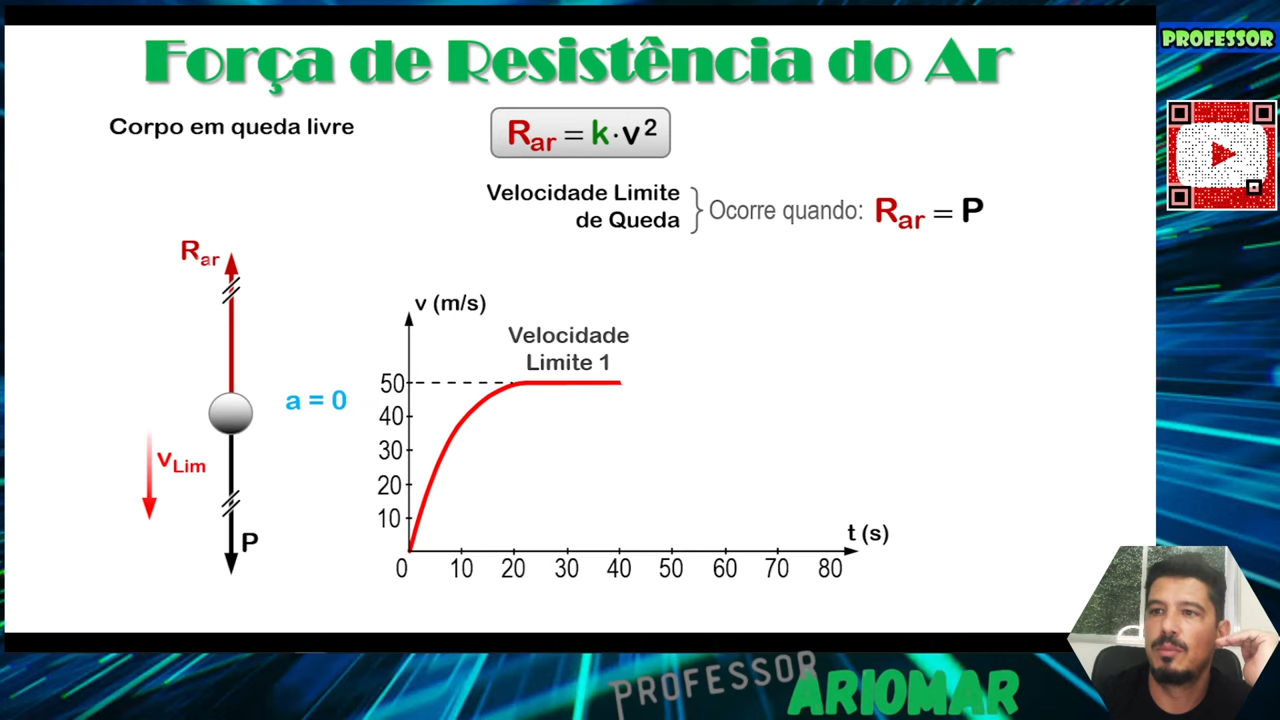 Força de Resistência do Ar
PROFESSOR
Corpo em queda livre
Rar = k·v²
Velocidade Limite
de Queda
Ocorre quando: Rar = P
Rar
a = 0
vLim
P
v (m/s)
Velocidade
Limite 1
50
40
30
20
10
t (s)
0 10 20 30 40 50 60 70 80
PROFESSOR
ARIOMAR